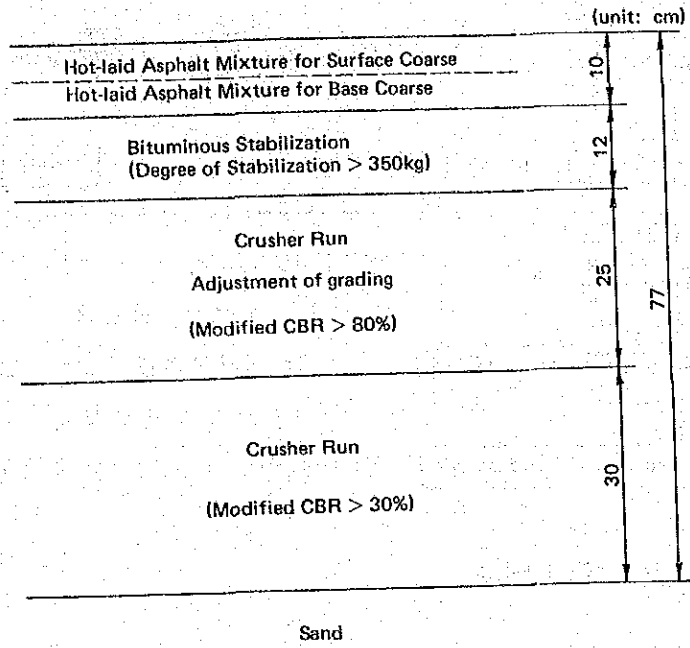 (unit: cm)
Hot-laid Asphalt Mixture for Surface Coarse
Hot-laid Asphalt Mixture for Base Coarse
10
Bituminous Stabilization
(Degree of Stabilization > 350kg)
12
Crusher Run
Adjustment of grading
(Modified CBR > 80%)
25
77
Crusher Run
(Modified CBR > 30%)
30
Sand